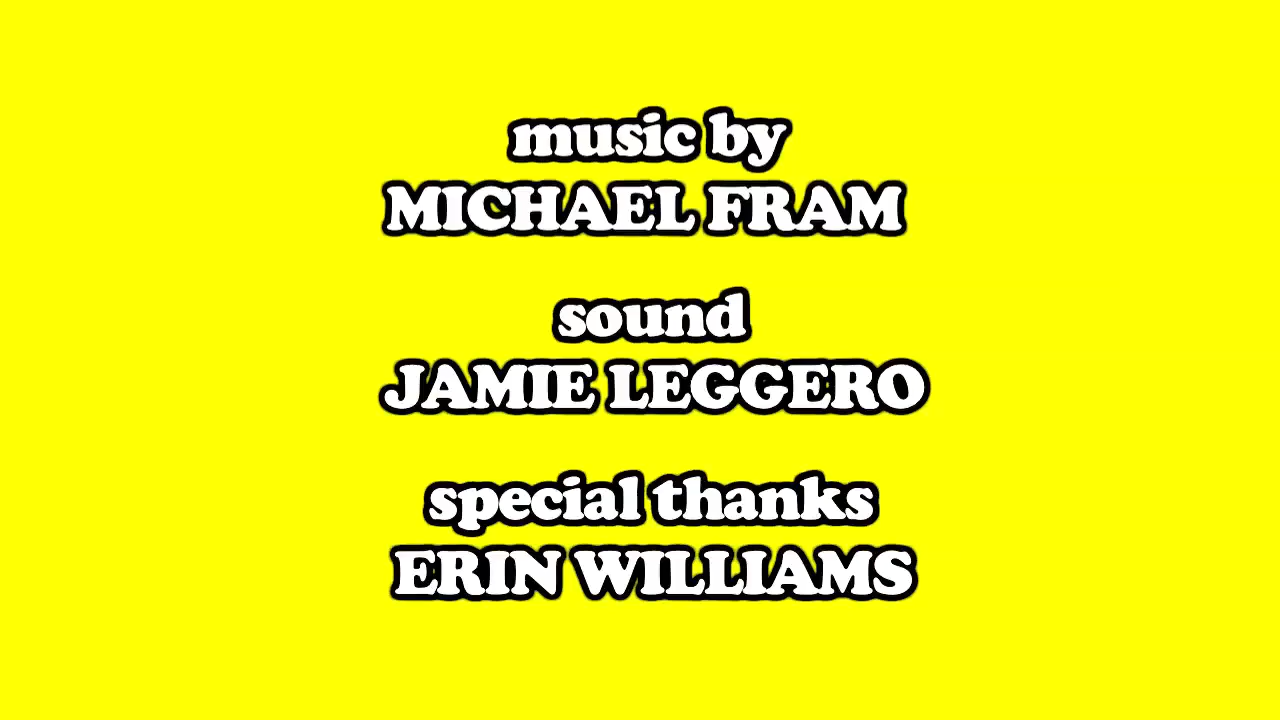 music by
MICHAEL FRAM
sound
JAMIE LEGGERO
special thanks
ERIN WILLIAMS